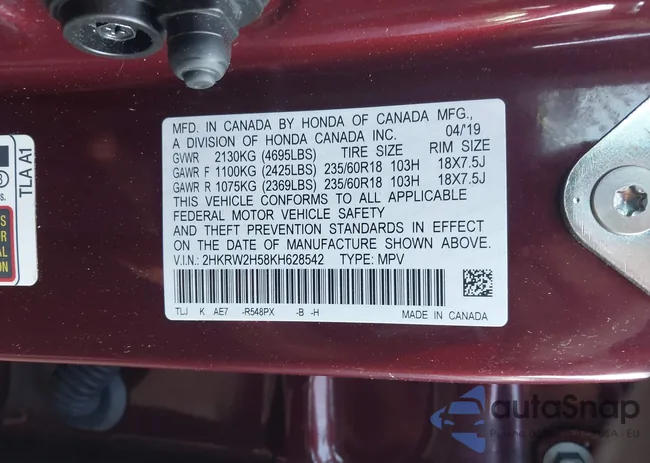 MFD. IN CANADA BY HONDA OF CANADA MFG.,
A DIVISION OF HONDA CANADA INC. 04/'19
GVWR 2130KG (4695LBS) TIRE SIZE RIM SIZE
GAWR F 1100KG (2425LBS) 235/60R18 103H 18X7.5J
GAWR R 1075KG (2369LBS) 235/60R18 103H 18X7.5J
THIS VEHICLE CONFORMS TO ALL APPLICABLE
FEDERAL MOTOR VEHICLE SAFETY
AND THEFT PREVENTION STANDARDS IN EFFECT
ON THE DATE OF MANUFACTURE SHOWN ABOVE.
V.I.N.: 2HKRW2H58KH628542 TYPE: MPV
TLJ K AE7 -R548PX -B -H MADE IN CANADA
TLA A1
autoSnap